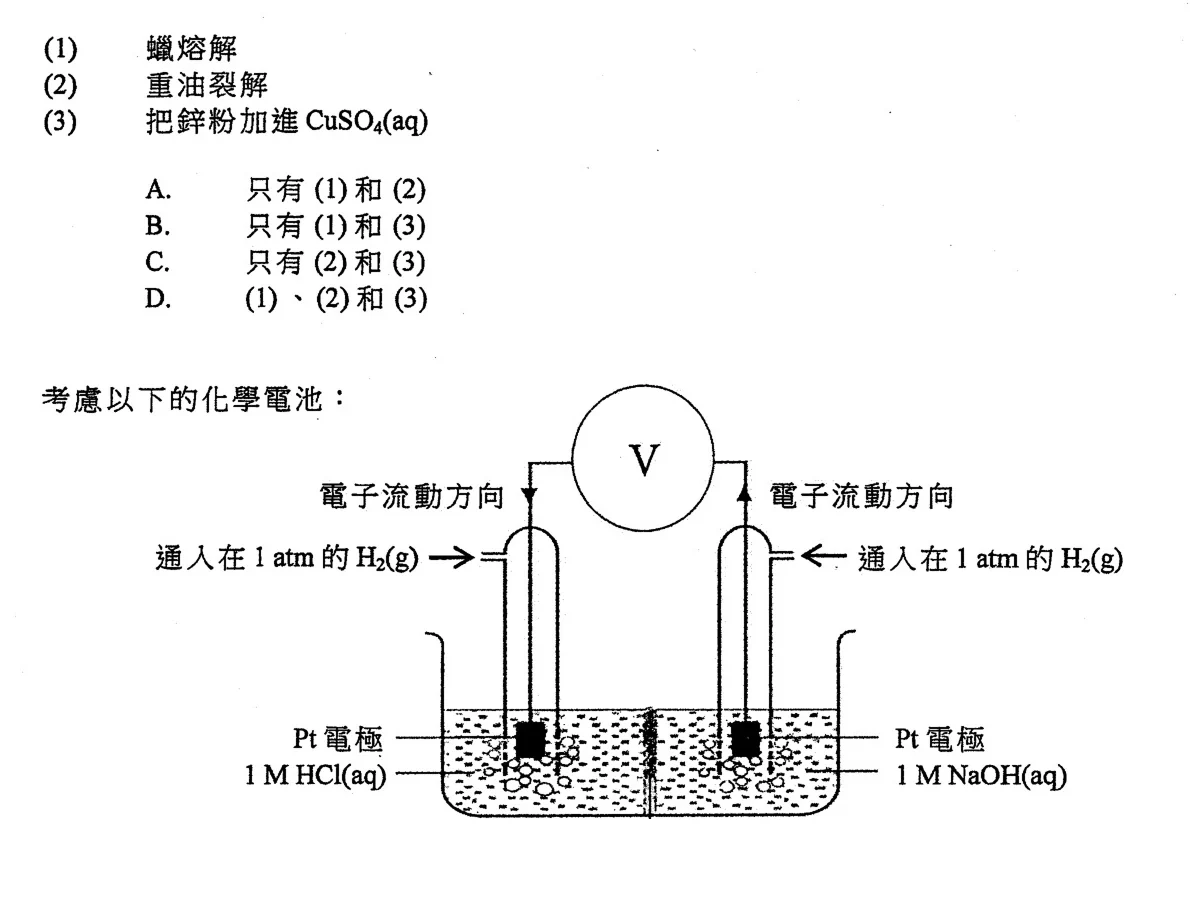 (1) 蠟熔解
(2) 重油裂解
(3) 把鋅粉加進 CuSO₄(aq)
A. 只有 (1) 和 (2)
B. 只有 (1) 和 (3)
C. 只有 (2) 和 (3)
D. (1)、(2) 和 (3)
考慮以下的化學電池：
V
電子流動方向 電子流動方向
通入在 1 atm 的 H₂(g) 通入在 1 atm 的 H₂(g)
Pt 電極 Pt 電極
1 M HCl(aq) 1 M NaOH(aq)